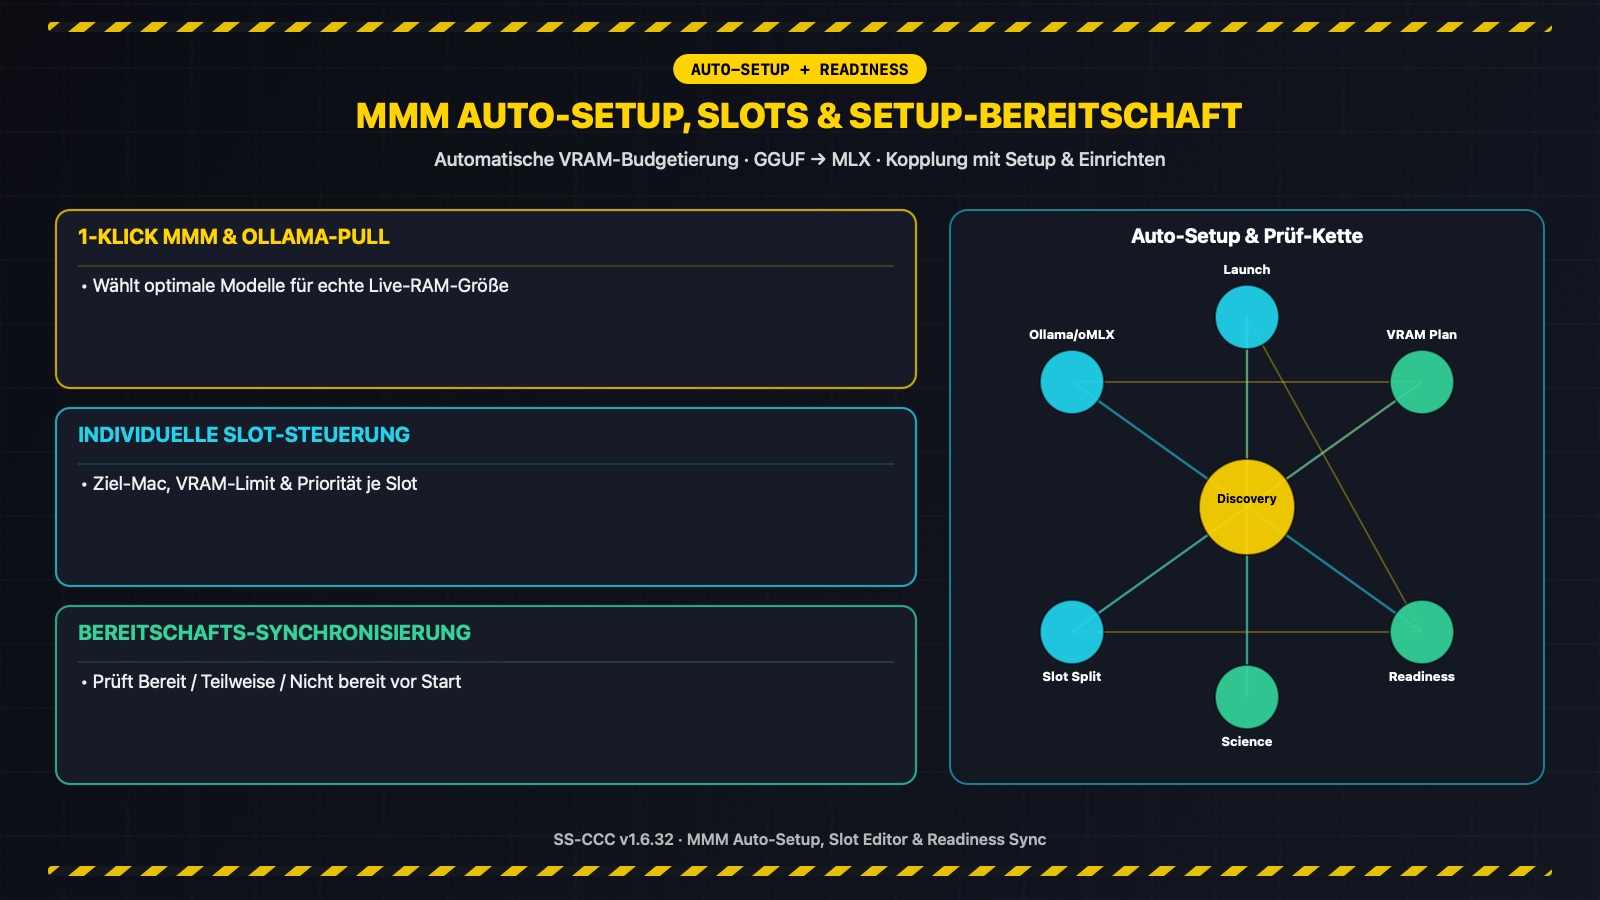 AUTO-SETUP + READINESS
MMM AUTO-SETUP, SLOTS & SETUP-BEREITSCHAFT
Automatische VRAM-Budgetierung · GGUF → MLX · Kopplung mit Setup & Einrichten
1-KLICK MMM & OLLAMA-PULL
• Wählt optimale Modelle für echte Live-RAM-Größe
INDIVIDUELLE SLOT-STEUERUNG
• Ziel-Mac, VRAM-Limit & Priorität je Slot
BEREITSCHAFTS-SYNCHRONISIERUNG
• Prüft Bereit / Teilweise / Nicht bereit vor Start
Auto-Setup & Prüf-Kette
Launch
Ollama/oMLX
VRAM Plan
Discovery
Slot Split
Readiness
Science
SS-CCC v1.6.32 · MMM Auto-Setup, Slot Editor & Readiness Sync